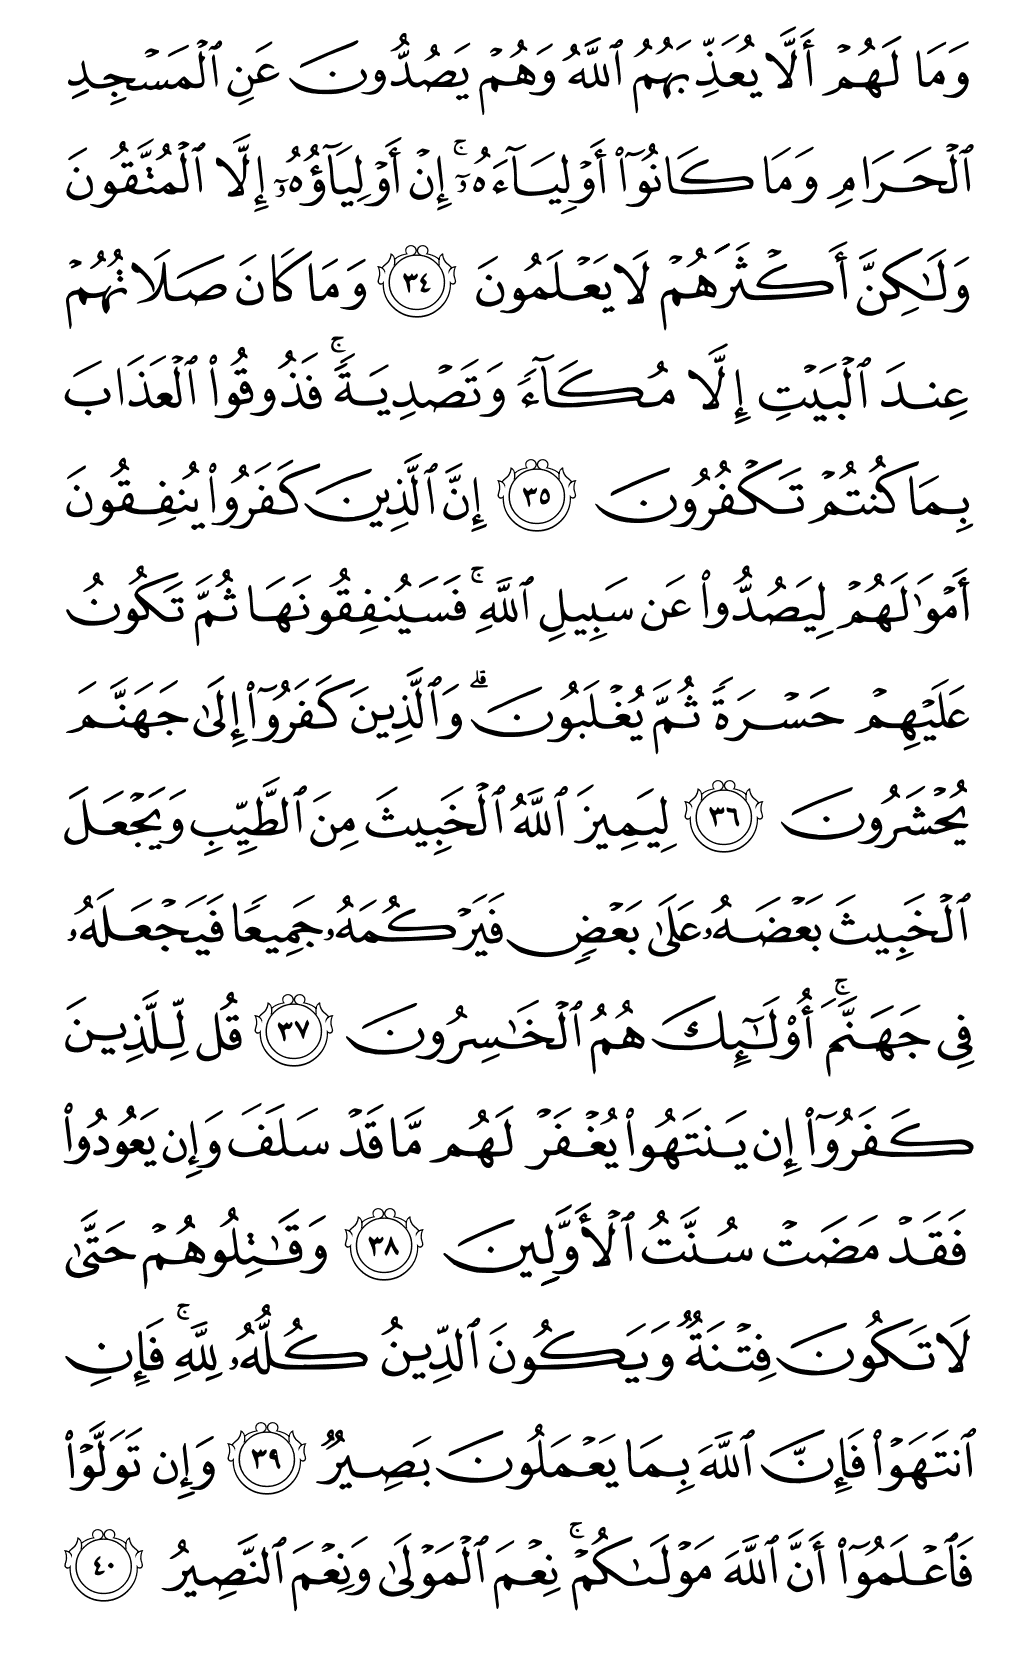 وَمَا لَهُمْ أَلَّا يُعَذِّبَهُمُ ٱللَّهُ وَهُمْ يَصُدُّونَ عَنِ ٱلْمَسْجِدِ
ٱلْحَرَامِ وَمَا كَانُوٓا۟ أَوْلِيَآءَهُۥٓ ۚ إِنْ أَوْلِيَآؤُهُۥٓ إِلَّا ٱلْمُتَّقُونَ
وَلَـٰكِنَّ أَكْثَرَهُمْ لَا يَعْلَمُونَ ٣٤ وَمَا كَانَ صَلَاتُهُمْ
عِندَ ٱلْبَيْتِ إِلَّا مُكَآءً وَتَصْدِيَةً ۚ فَذُوقُوا۟ ٱلْعَذَابَ
بِمَا كُنتُمْ تَكْفُرُونَ ٣٥ إِنَّ ٱلَّذِينَ كَفَرُوا۟ يُنفِقُونَ
أَمْوَٰلَهُمْ لِيَصُدُّوا۟ عَن سَبِيلِ ٱللَّهِ ۚ فَسَيُنفِقُونَهَا ثُمَّ تَكُونُ
عَلَيْهِمْ حَسْرَةً ثُمَّ يُغْلَبُونَ ۗ وَٱلَّذِينَ كَفَرُوٓا۟ إِلَىٰ جَهَنَّمَ
يُحْشَرُونَ ٣٦ لِيَمِيزَ ٱللَّهُ ٱلْخَبِيثَ مِنَ ٱلطَّيِّبِ وَيَجْعَلَ
ٱلْخَبِيثَ بَعْضَهُۥ عَلَىٰ بَعْضٍ فَيَرْكُمَهُۥ جَمِيعًا فَيَجْعَلَهُۥ
فِى جَهَنَّمَ ۚ أُو۟لَـٰٓئِكَ هُمُ ٱلْخَـٰسِرُونَ ٣٧ قُل لِّلَّذِينَ
كَفَرُوٓا۟ إِن يَنتَهُوا۟ يُغْفَرْ لَهُم مَّا قَدْ سَلَفَ وَإِن يَعُودُوا۟
فَقَدْ مَضَتْ سُنَّتُ ٱلْأَوَّلِينَ ٣٨ وَقَـٰتِلُوهُمْ حَتَّىٰ
لَا تَكُونَ فِتْنَةٌ وَيَكُونَ ٱلدِّينُ كُلُّهُۥ لِلَّهِ ۚ فَإِنِ
ٱنتَهَوْا۟ فَإِنَّ ٱللَّهَ بِمَا يَعْمَلُونَ بَصِيرٌ ٣٩ وَإِن تَوَلَّوْا۟
فَٱعْلَمُوٓا۟ أَنَّ ٱللَّهَ مَوْلَىٰكُمْ ۚ نِعْمَ ٱلْمَوْلَىٰ وَنِعْمَ ٱلنَّصِيرُ ٤٠